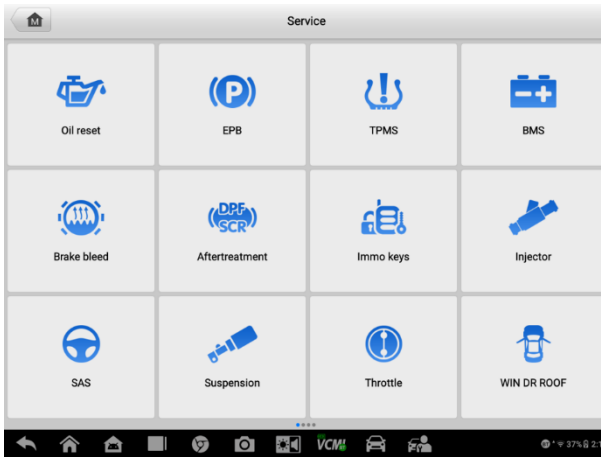 M
Service
Oil reset
EPB
TPMS
BMS
Brake bleed
DPF
SCR
Aftertreatment
Immo keys
Injector
SAS
Suspension
Throttle
WIN DR ROOF
VCMI
37%